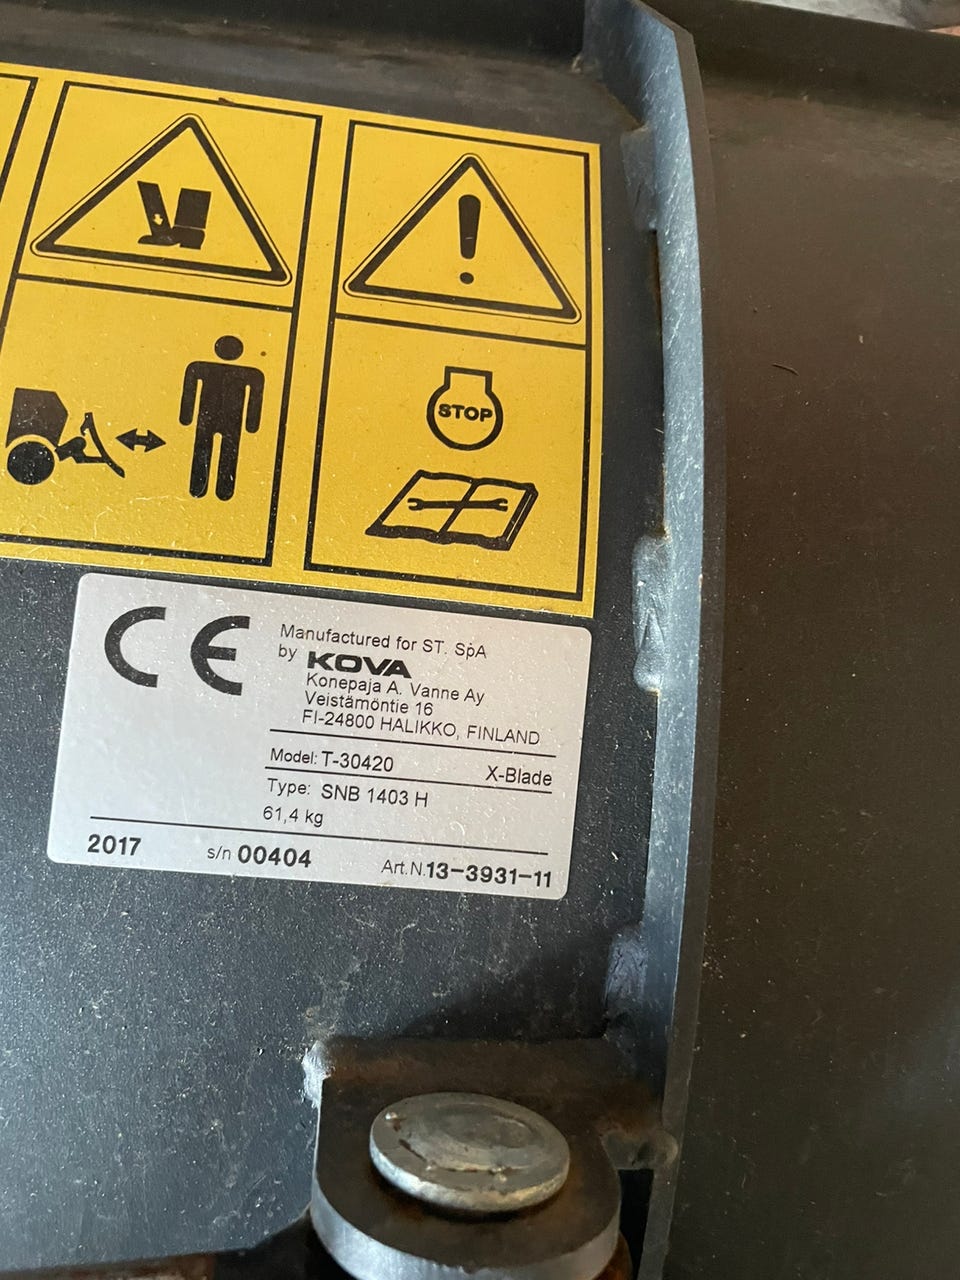 STOP
CE
Manufactured for ST. SpA
by KOVA
Konepaja A. Vanne Ay
Veistämöntie 16
FI-24800 HALIKKO, FINLAND
Model: T-30420 X-Blade
Type: SNB 1403 H
61,4 kg
2017 s/n 00404 Art.N.13-3931-11